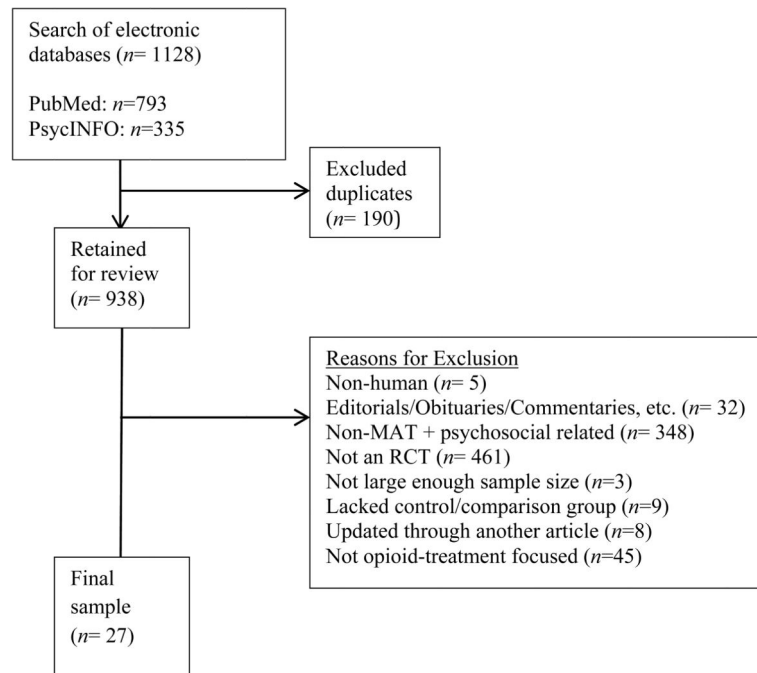 Search of electronic
databases (n= 1128)
PubMed: n=793
PsycINFO: n=335
Excluded
duplicates
(n= 190)
Retained
for review
(n= 938)
Reasons for Exclusion
Non-human (n= 5)
Editorials/Obituaries/Commentaries, etc. (n= 32)
Non-MAT + psychosocial related (n= 348)
Not an RCT (n= 461)
Not large enough sample size (n=3)
Lacked control/comparison group (n=9)
Updated through another article (n=8)
Not opioid-treatment focused (n=45)
Final
sample
(n= 27)